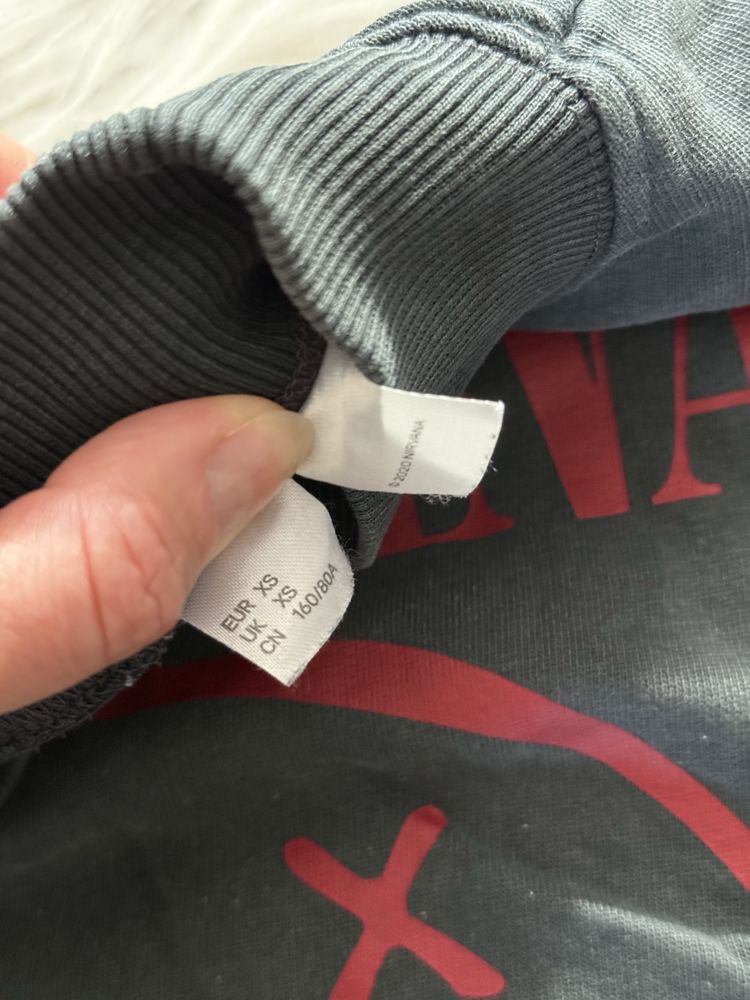 © 2020 NIRVANA
EUR XS
UK XS
CN 160/80A